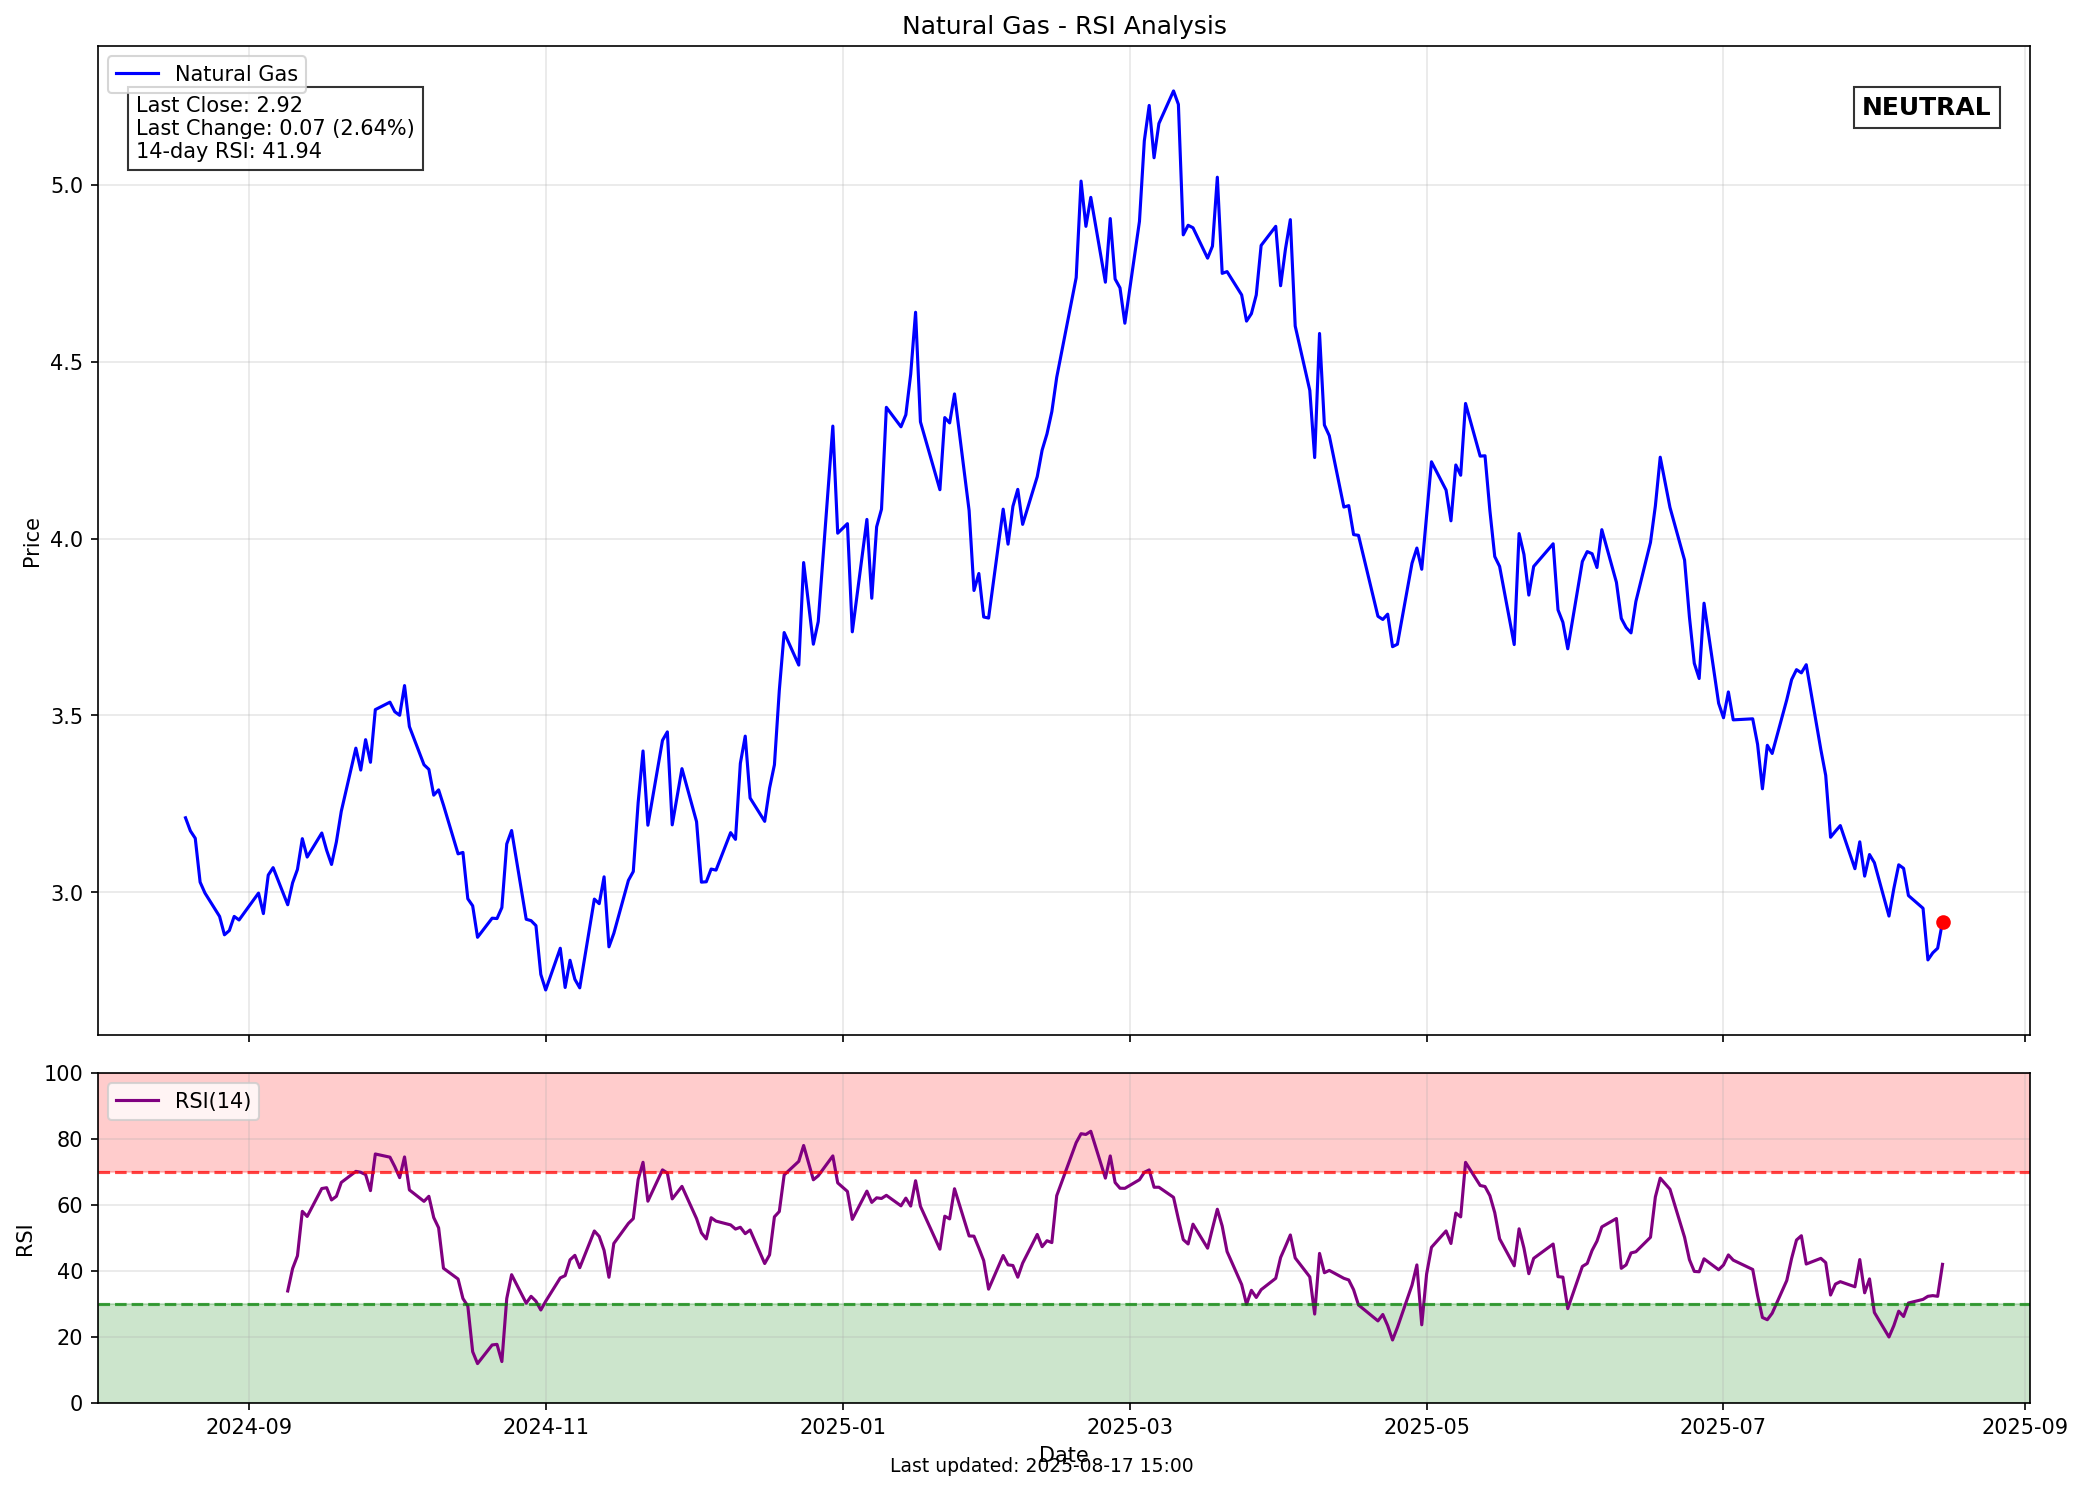 Natural Gas - RSI Analysis
Natural Gas
Last Close: 2.92
Last Change: 0.07 (2.64%)
14-day RSI: 41.94
NEUTRAL
Price
5.0
4.5
4.0
3.5
3.0
RSI(14)
RSI
100
80
60
40
20
0
2024-09
2024-11
2025-01
2025-03
2025-05
2025-07
2025-09
Date
Last updated: 2025-08-17 15:00